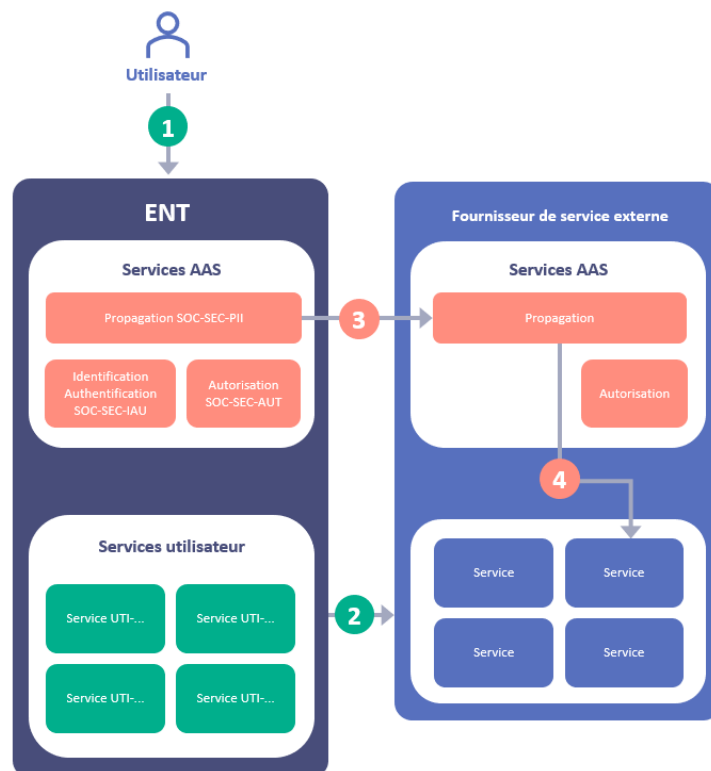 Utilisateur
1
ENT
Services AAS
Propagation SOC-SEC-PII
Identification
Authentification
SOC-SEC-IAU
Autorisation
SOC-SEC-AUT
3
Fournisseur de service externe
Services AAS
Propagation
Autorisation
4
Services utilisateur
Service UTI-...
Service UTI-...
Service UTI-...
Service UTI-...
2
Service
Service
Service
Service